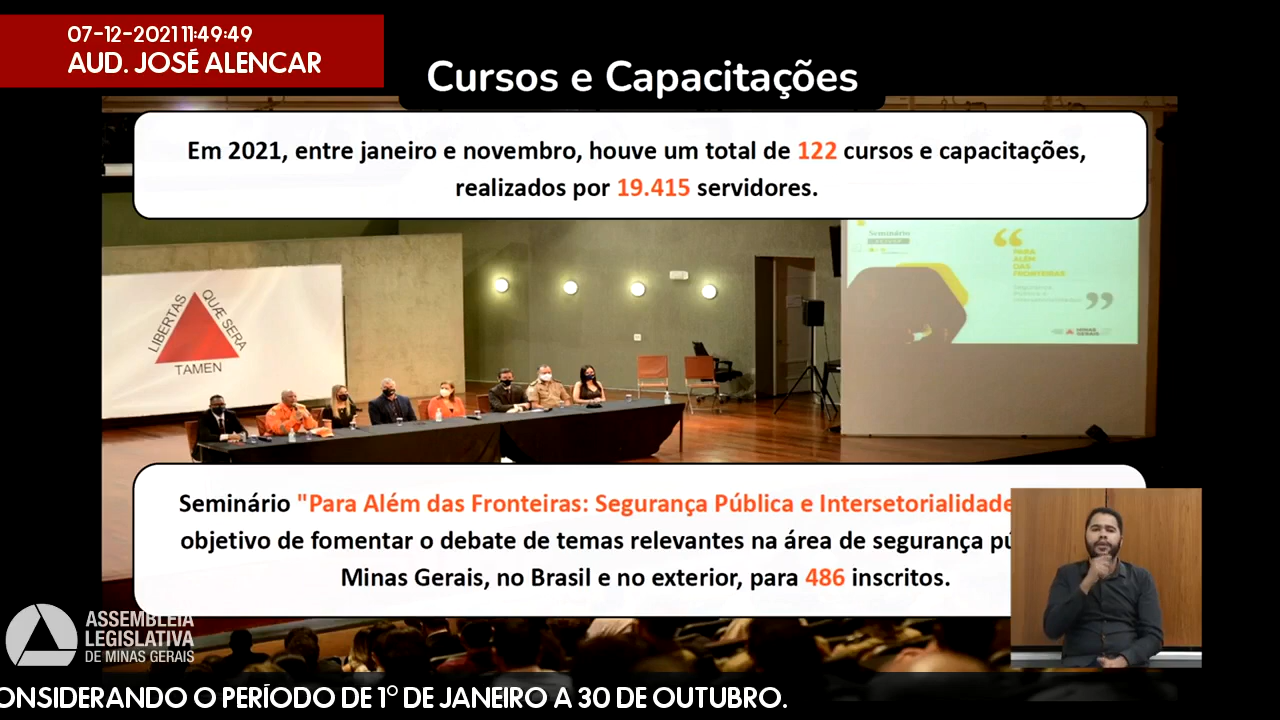 07-12-2021 11:49:49
AUD. JOSÉ ALENCAR
Cursos e Capacitações
Em 2021, entre janeiro e novembro, houve um total de 122 cursos e capacitações,
realizados por 19.415 servidores.
Seminário
PARA
ALÉM
DAS
FRONTEIRAS
MINAS
GERAIS
LIBERTAS QUÆ SERA
TAMEN
Seminário "Para Além das Fronteiras: Segurança Pública e Intersetorialidade
objetivo de fomentar o debate de temas relevantes na área de segurança pú
Minas Gerais, no Brasil e no exterior, para 486 inscritos.
ASSEMBLEIA
LEGISLATIVA
DE MINAS GERAIS
ONSIDERANDO O PERÍODO DE 1º DE JANEIRO A 30 DE OUTUBRO.